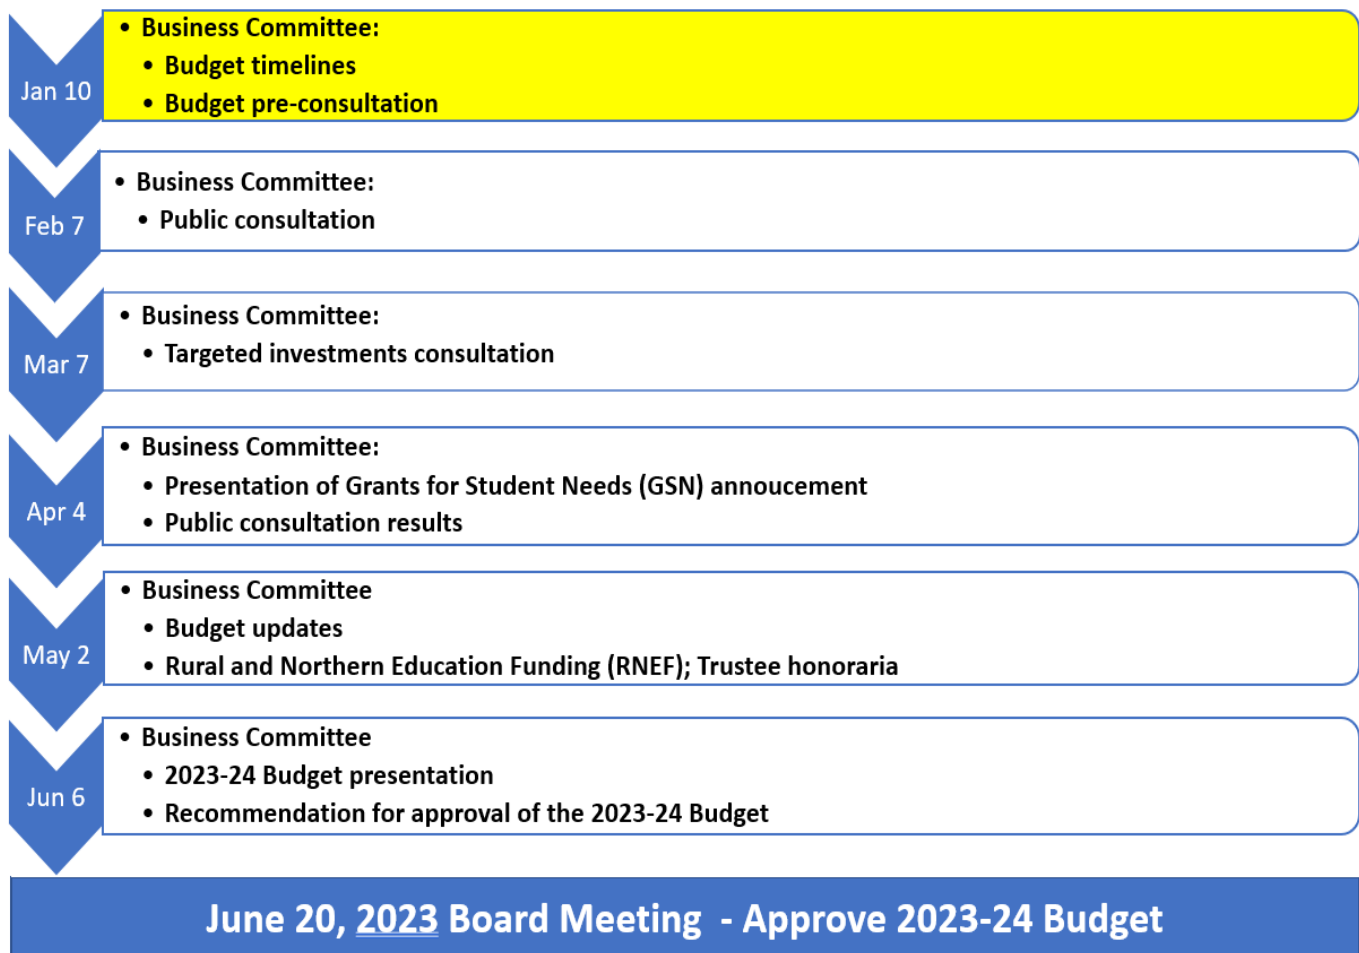 Jan 10
• Business Committee:
• Budget timelines
• Budget pre-consultation
Feb 7
• Business Committee:
• Public consultation
Mar 7
• Business Committee:
• Targeted investments consultation
Apr 4
• Business Committee:
• Presentation of Grants for Student Needs (GSN) annoucement
• Public consultation results
May 2
• Business Committee
• Budget updates
• Rural and Northern Education Funding (RNEF); Trustee honoraria
Jun 6
• Business Committee
• 2023-24 Budget presentation
• Recommendation for approval of the 2023-24 Budget
June 20, 2023 Board Meeting - Approve 2023-24 Budget